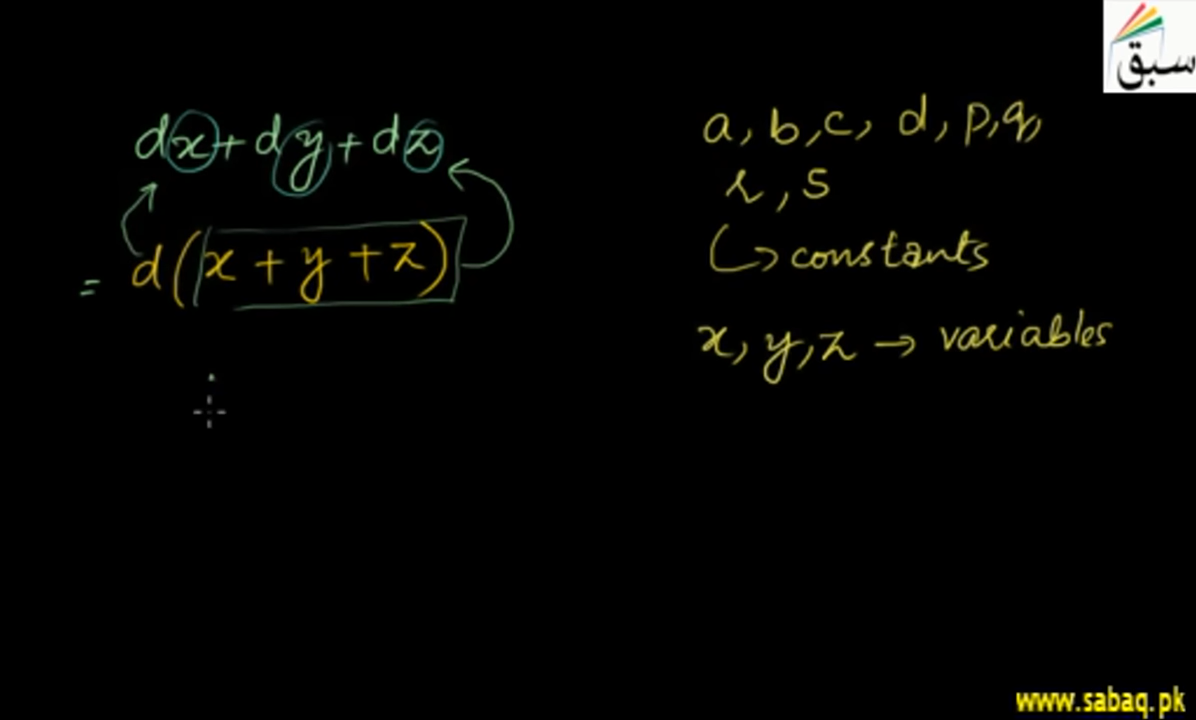 سبق
dx + dy + dz
= d(x + y + z)
a, b, c, d, p, q,
r, s
↳ constants
x, y, z → variables
www.sabaq.pk